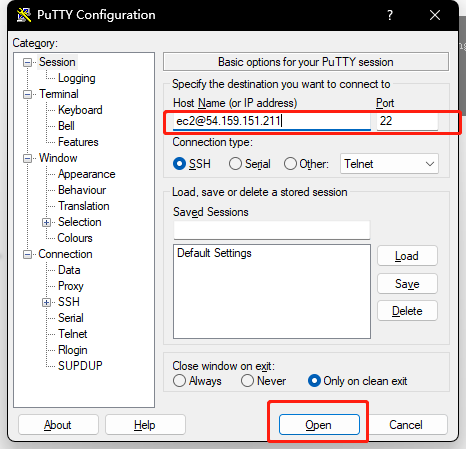 PuTTY Configuration
?
Category:
Session
Logging
Terminal
Keyboard
Bell
Features
Window
Appearance
Behaviour
Translation
Selection
Colours
Connection
Data
Proxy
SSH
Serial
Telnet
Rlogin
SUPDUP
Basic options for your PuTTY session
Specify the destination you want to connect to
Host Name (or IP address) Port
ec2@54.159.151.211 22
Connection type:
SSH Serial Other: Telnet
Load, save or delete a stored session
Saved Sessions
Default Settings
Load
Save
Delete
Close window on exit:
Always Never Only on clean exit
About Help Open Cancel